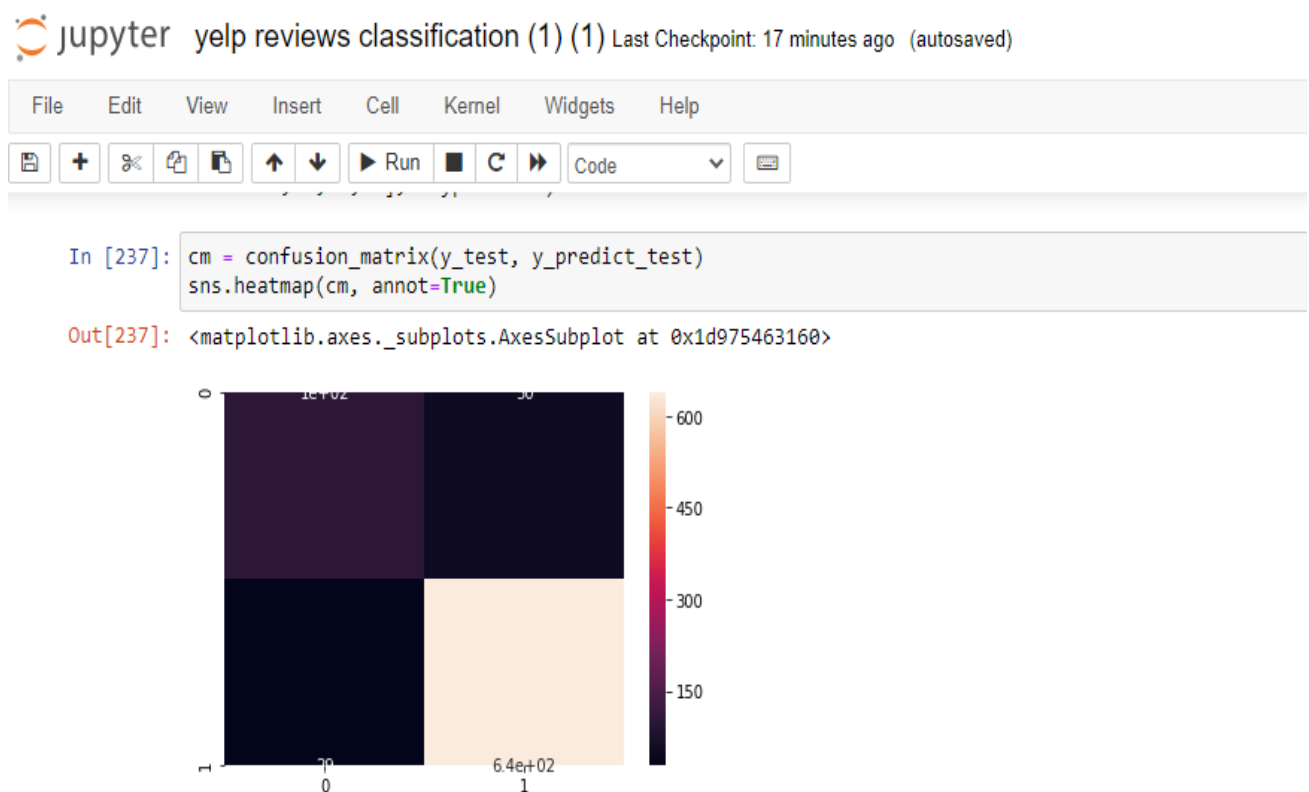 jupyter yelp reviews classification (1) (1) Last Checkpoint: 17 minutes ago (autosaved)
File Edit View Insert Cell Kernel Widgets Help
Run Code
In [237]: cm = confusion_matrix(y_test, y_predict_test)
sns.heatmap(cm, annot=True)
Out[237]: <matplotlib.axes._subplots.AxesSubplot at 0x1d975463160>
0 1e+02
600
450
300
150
1 6.4e+02
0 1